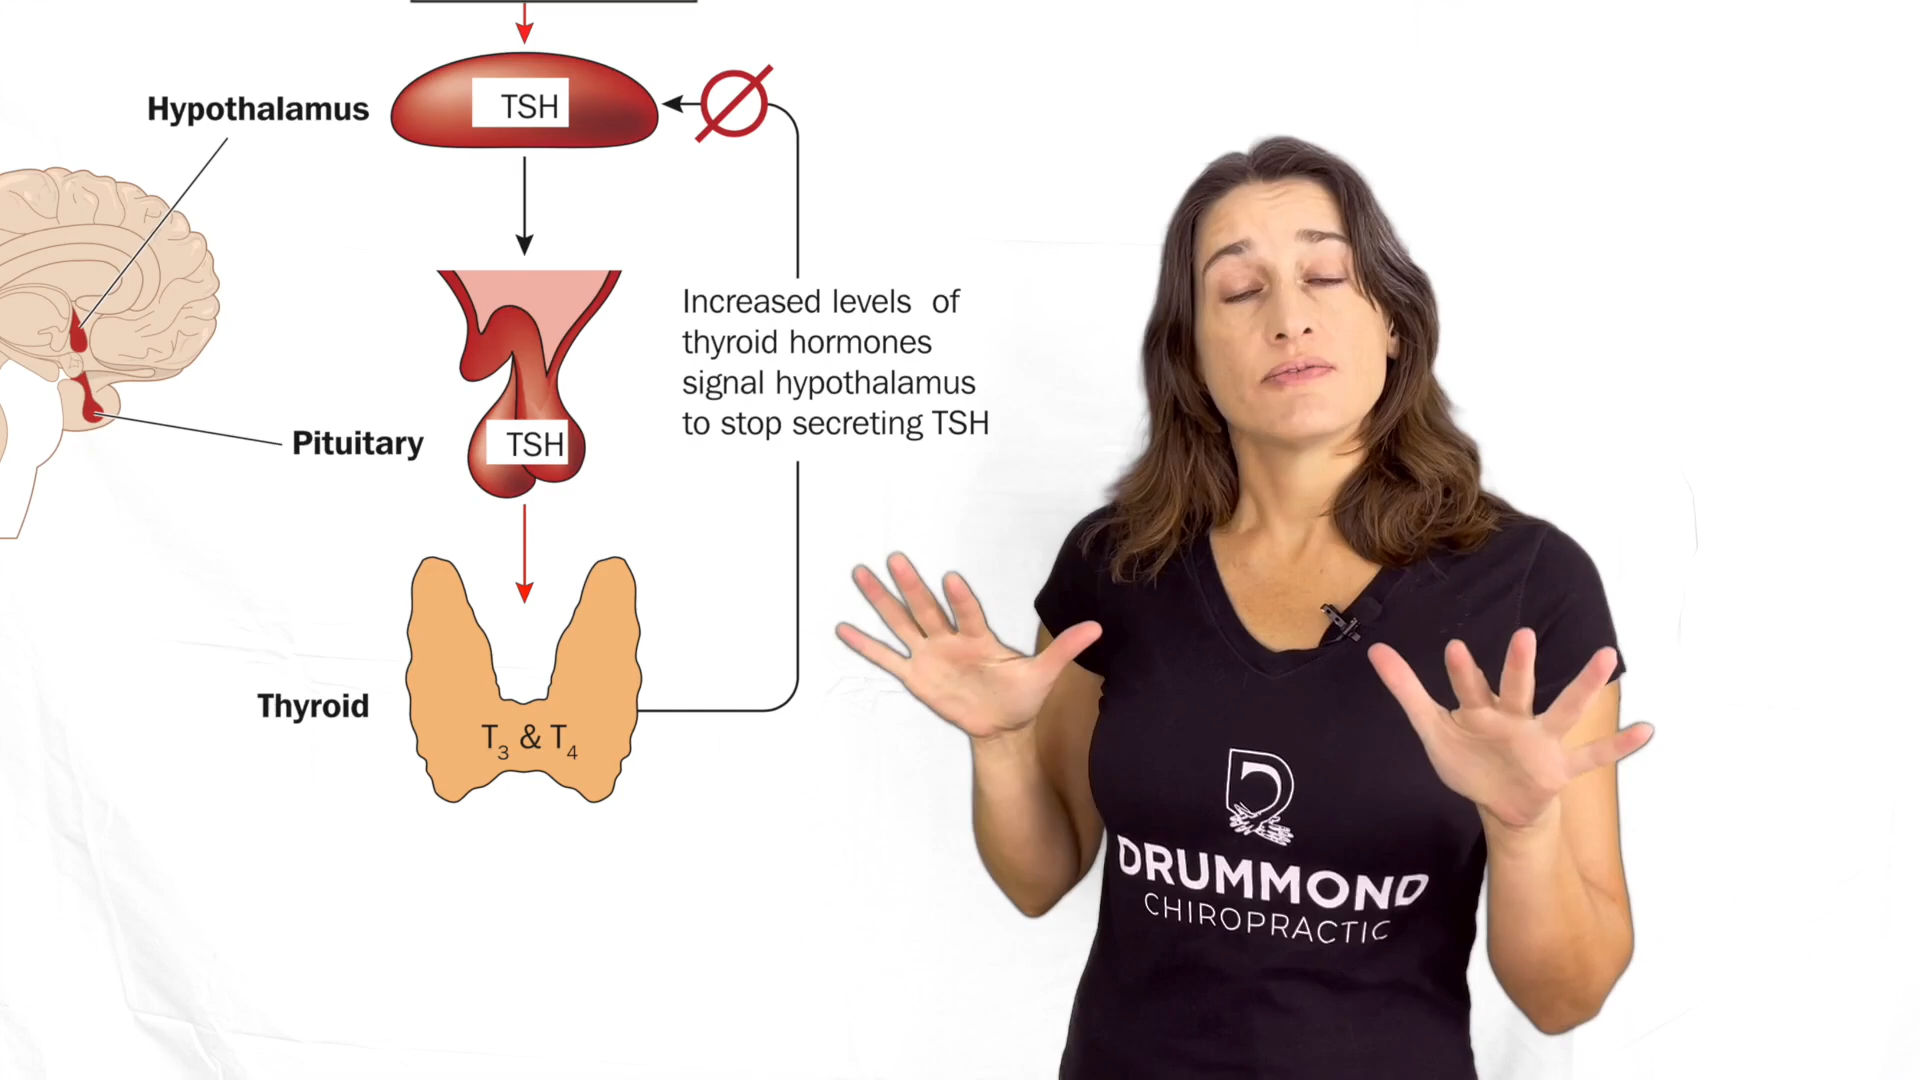 Hypothalamus
TSH
Increased levels of
thyroid hormones
signal hypothalamus
to stop secreting TSH
Pituitary
TSH
Thyroid
T3 & T4
DRUMMOND
CHIROPRACTIC